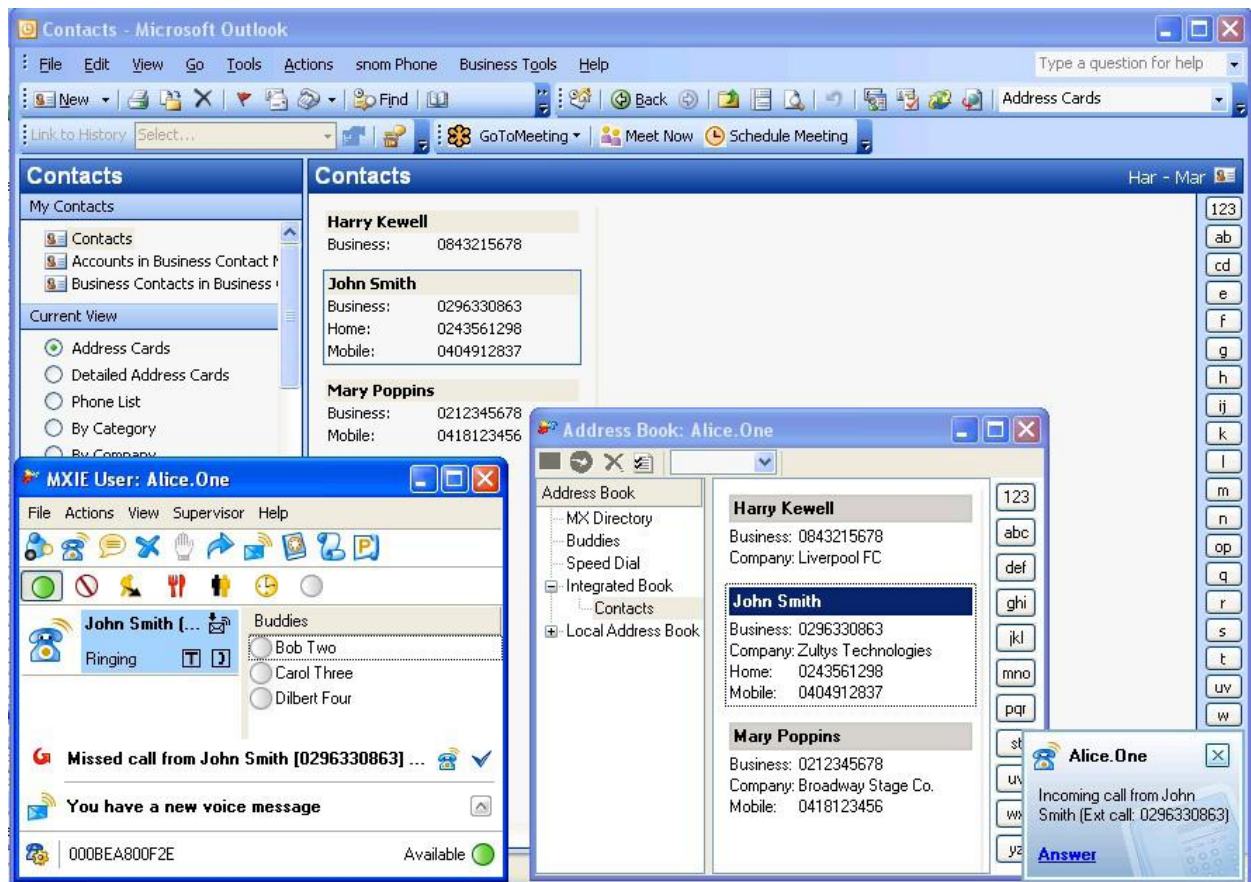 Contacts - Microsoft Outlook
File Edit View Go Tools Actions snom Phone Business Tools Help
Type a question for help
New Find Back Address Cards
Link to History Select... GoToMeeting Meet Now Schedule Meeting
Contacts
My Contacts
Contacts
Accounts in Business Contact
Business Contacts in Business
Current View
Address Cards
Detailed Address Cards
Phone List
By Category
By Company
Contacts
Har - Mar
Harry Kewell
Business: 0843215678
John Smith
Business: 0296330863
Home: 0243561298
Mobile: 0404912837
Mary Poppins
Business: 0212345678
Mobile: 0418123456
123
ab
cd
e
f
g
h
ij
k
l
m
n
op
q
r
s
t
uv
w
MXIE User: Alice.One
File Actions View Supervisor Help
John Smith (...
Ringing
Buddies
Bob Two
Carol Three
Dilbert Four
Missed call from John Smith [0296330863] ...
You have a new voice message
000BEA800F2E
Available
Address Book: Alice.One
Address Book
MX Directory
Buddies
Speed Dial
Integrated Book
Contacts
Local Address Book
Harry Kewell
Business: 0843215678
Company: Liverpool FC
John Smith
Business: 0296330863
Company: Zultys Technologies
Home: 0243561298
Mobile: 0404912837
Mary Poppins
Business: 0212345678
Company: Broadway Stage Co.
Mobile: 0418123456
123
abc
def
ghi
jkl
mno
pqr
Alice.One
Incoming call from John
Smith (Ext call: 0296330863)
Answer